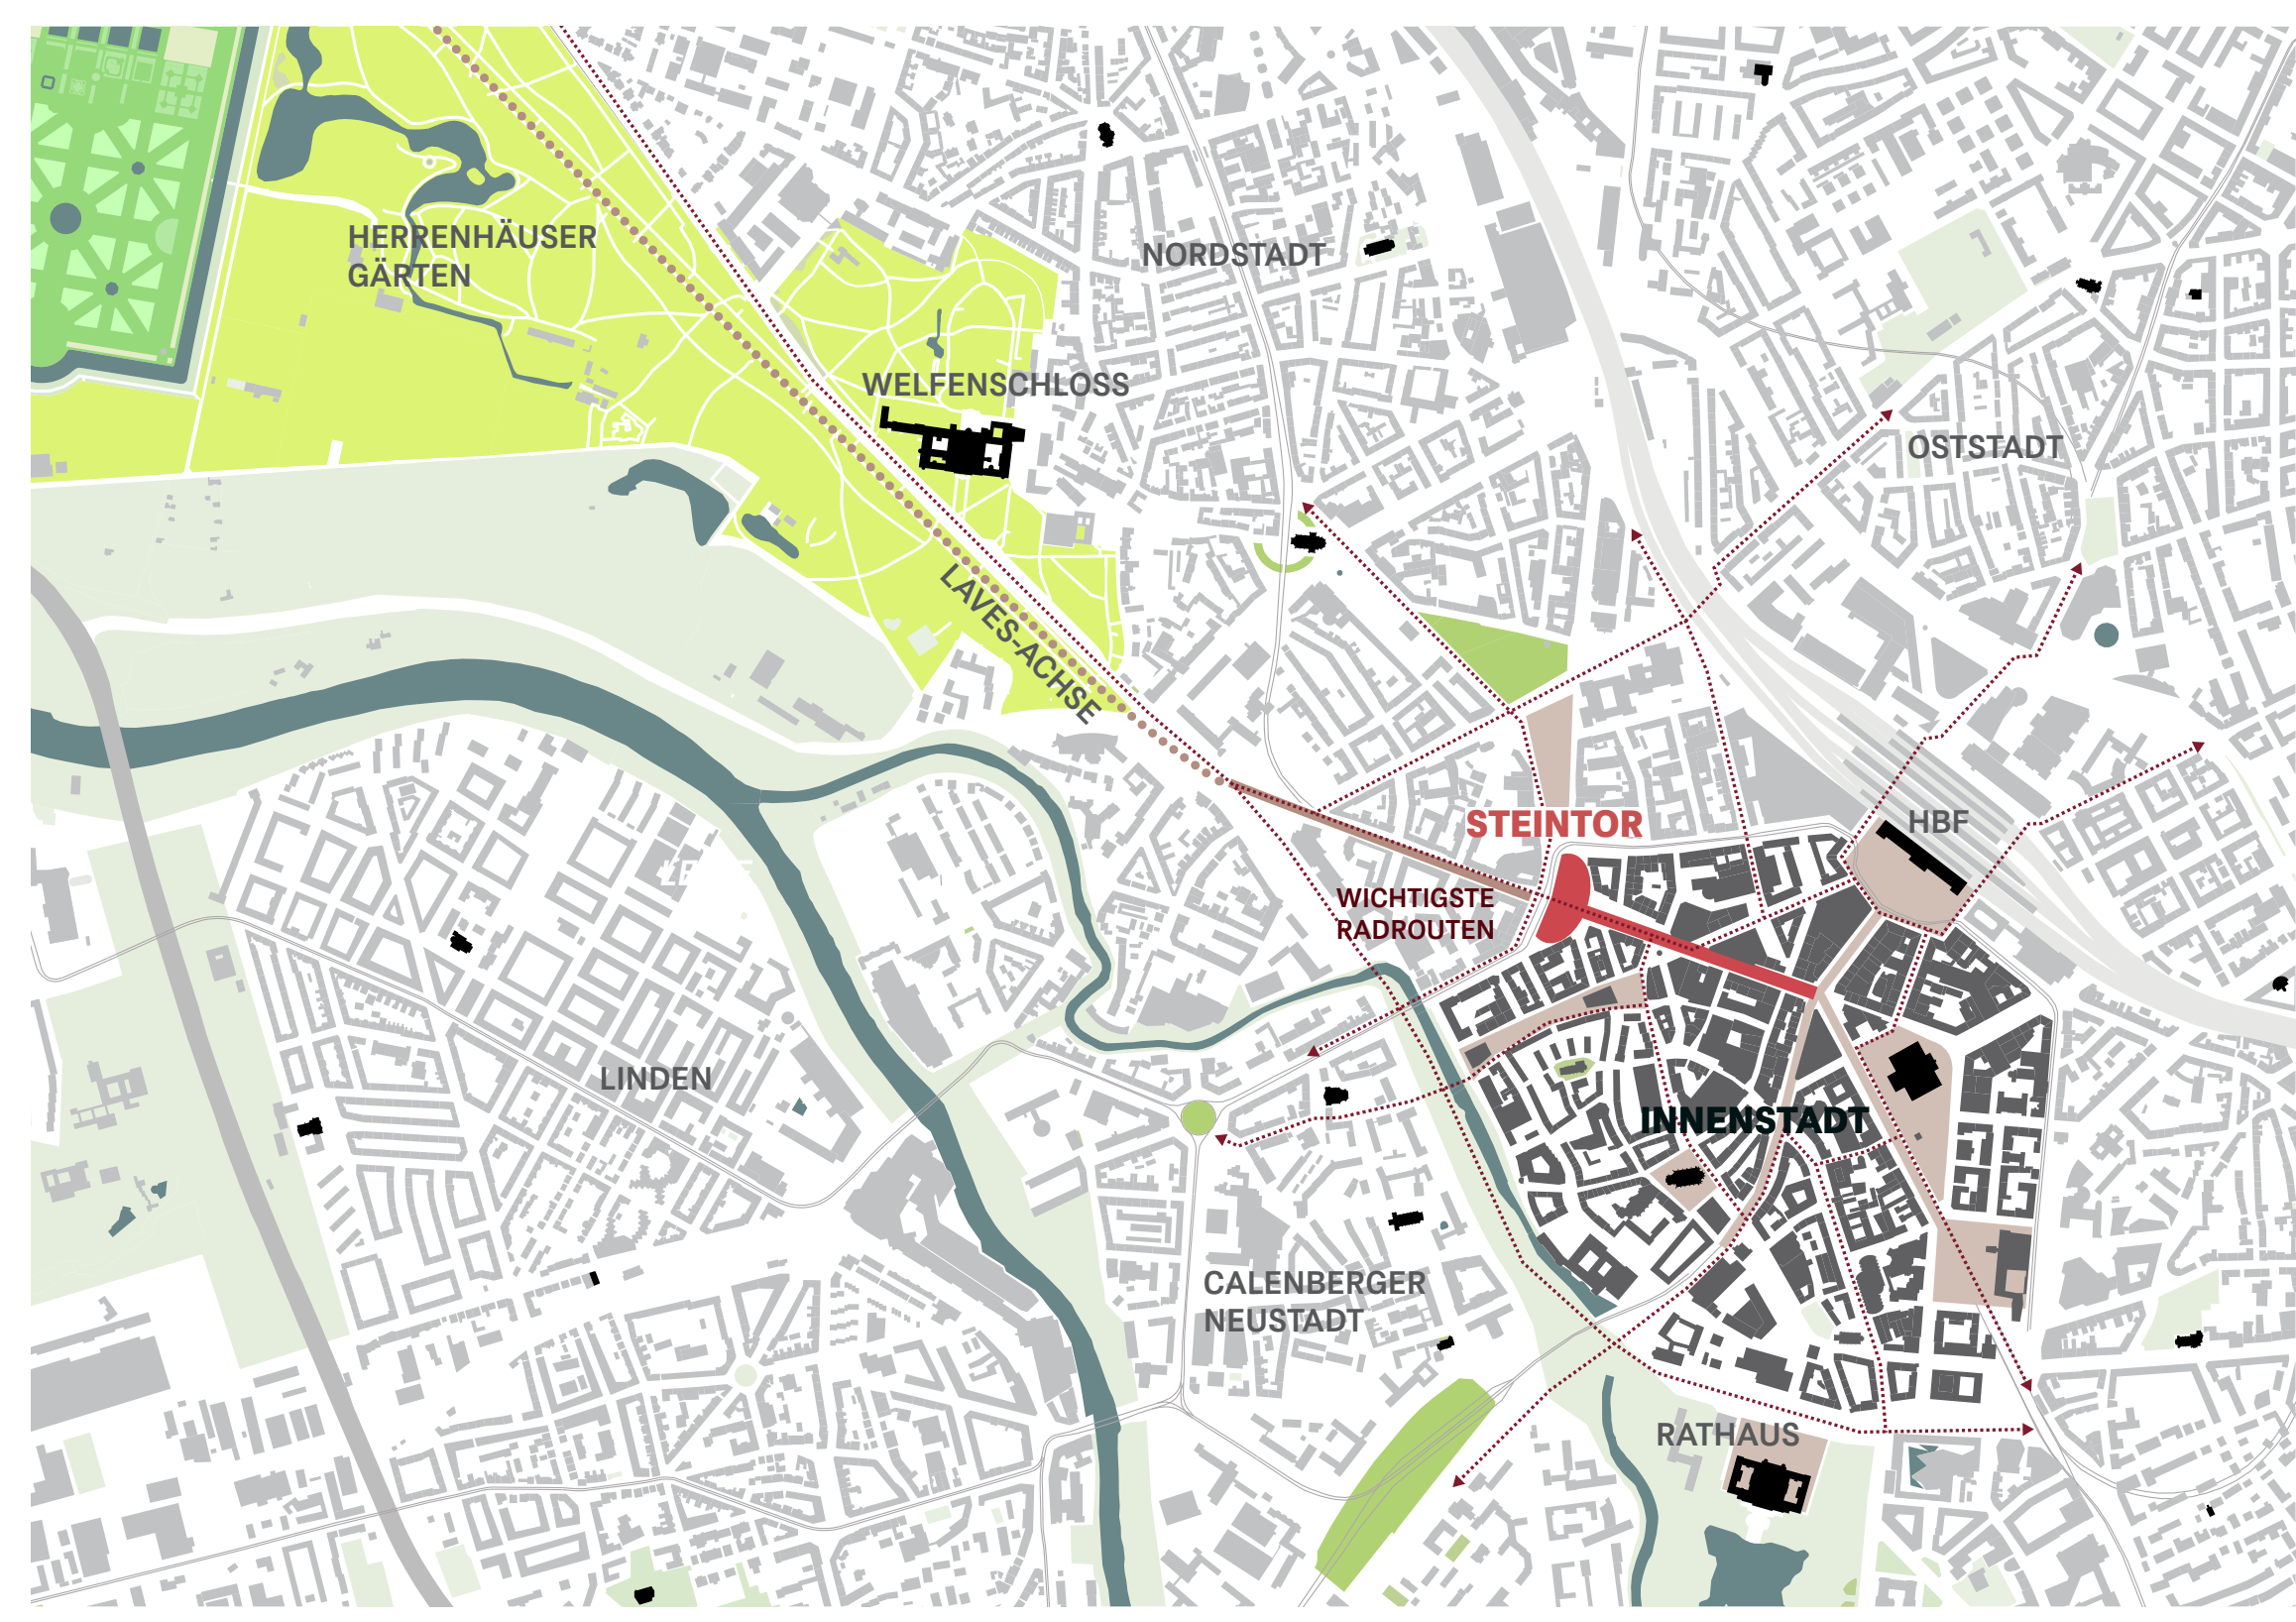 HERRENHÄUSER
GÄRTEN
NORDSTADT
WELFENSCHLOSS
OSTSTADT
LAVES-ACHSE
STEINTOR
HBF
WICHTIGSTE
RADROUTEN
LINDEN
INNENSTADT
CALENBERGER
NEUSTADT
RATHAUS